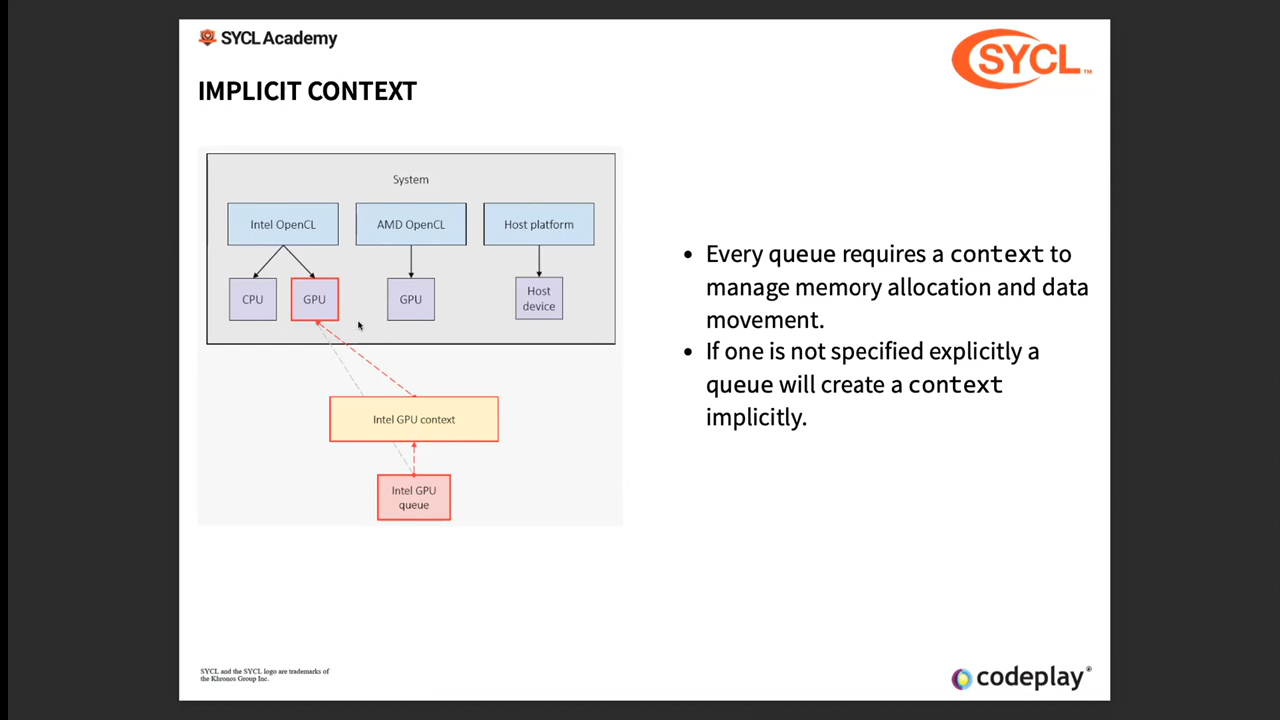 SYCL Academy
SYCL™
IMPLICIT CONTEXT
System
Intel OpenCL
AMD OpenCL
Host platform
CPU
GPU
GPU
Host
device
Intel GPU context
Intel GPU
queue
• Every queue requires a context to
manage memory allocation and data
movement.
• If one is not specified explicitly a
queue will create a context
implicitly.
SYCL and the SYCL logo are trademarks of
the Khronos Group Inc.
codeplay®